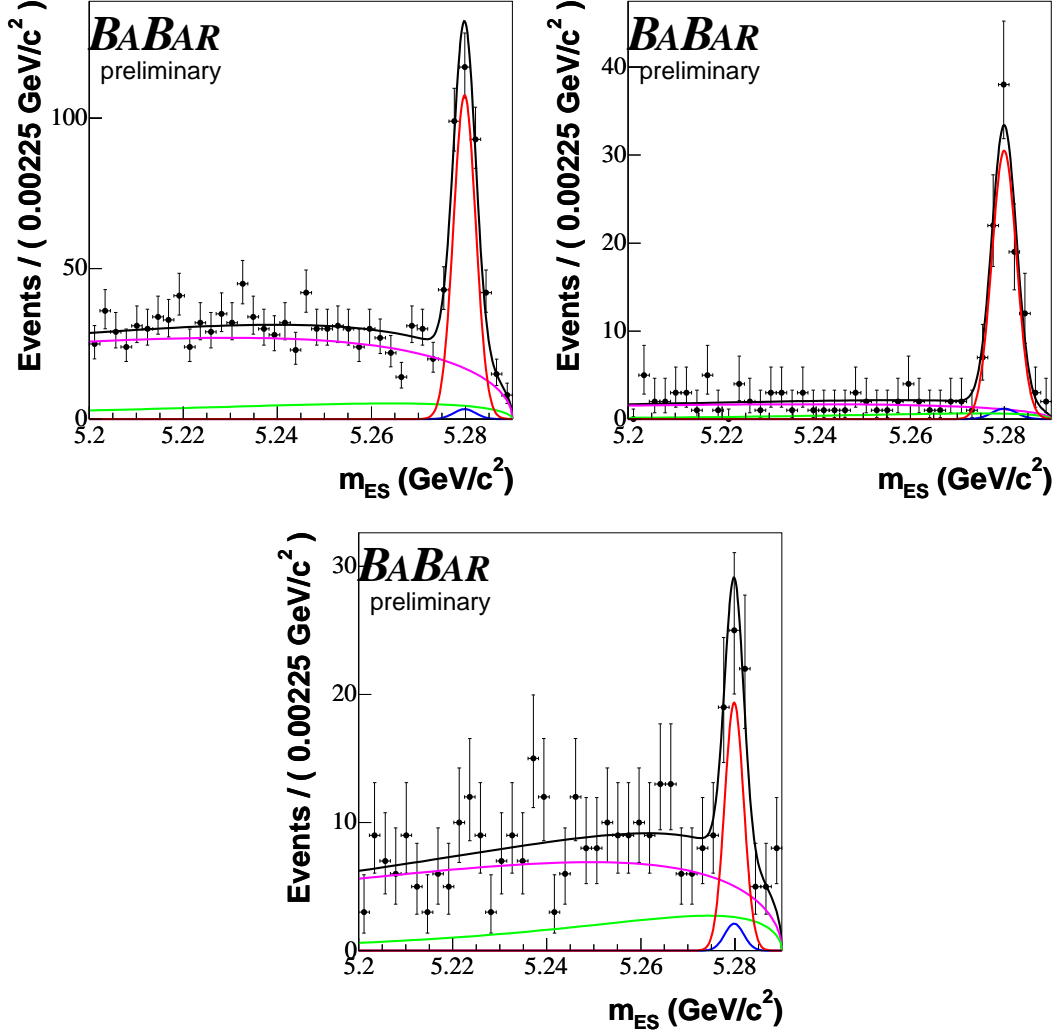 BABAR
preliminary
Events / ( 0.00225 GeV/c² )
100
50
0
5.2 5.22 5.24 5.26 5.28
m_ES (GeV/c²)
BABAR
preliminary
Events / ( 0.00225 GeV/c² )
40
30
20
10
0
5.2 5.22 5.24 5.26 5.28
m_ES (GeV/c²)
BABAR
preliminary
Events / ( 0.00225 GeV/c² )
30
20
10
0
5.2 5.22 5.24 5.26 5.28
m_ES (GeV/c²)